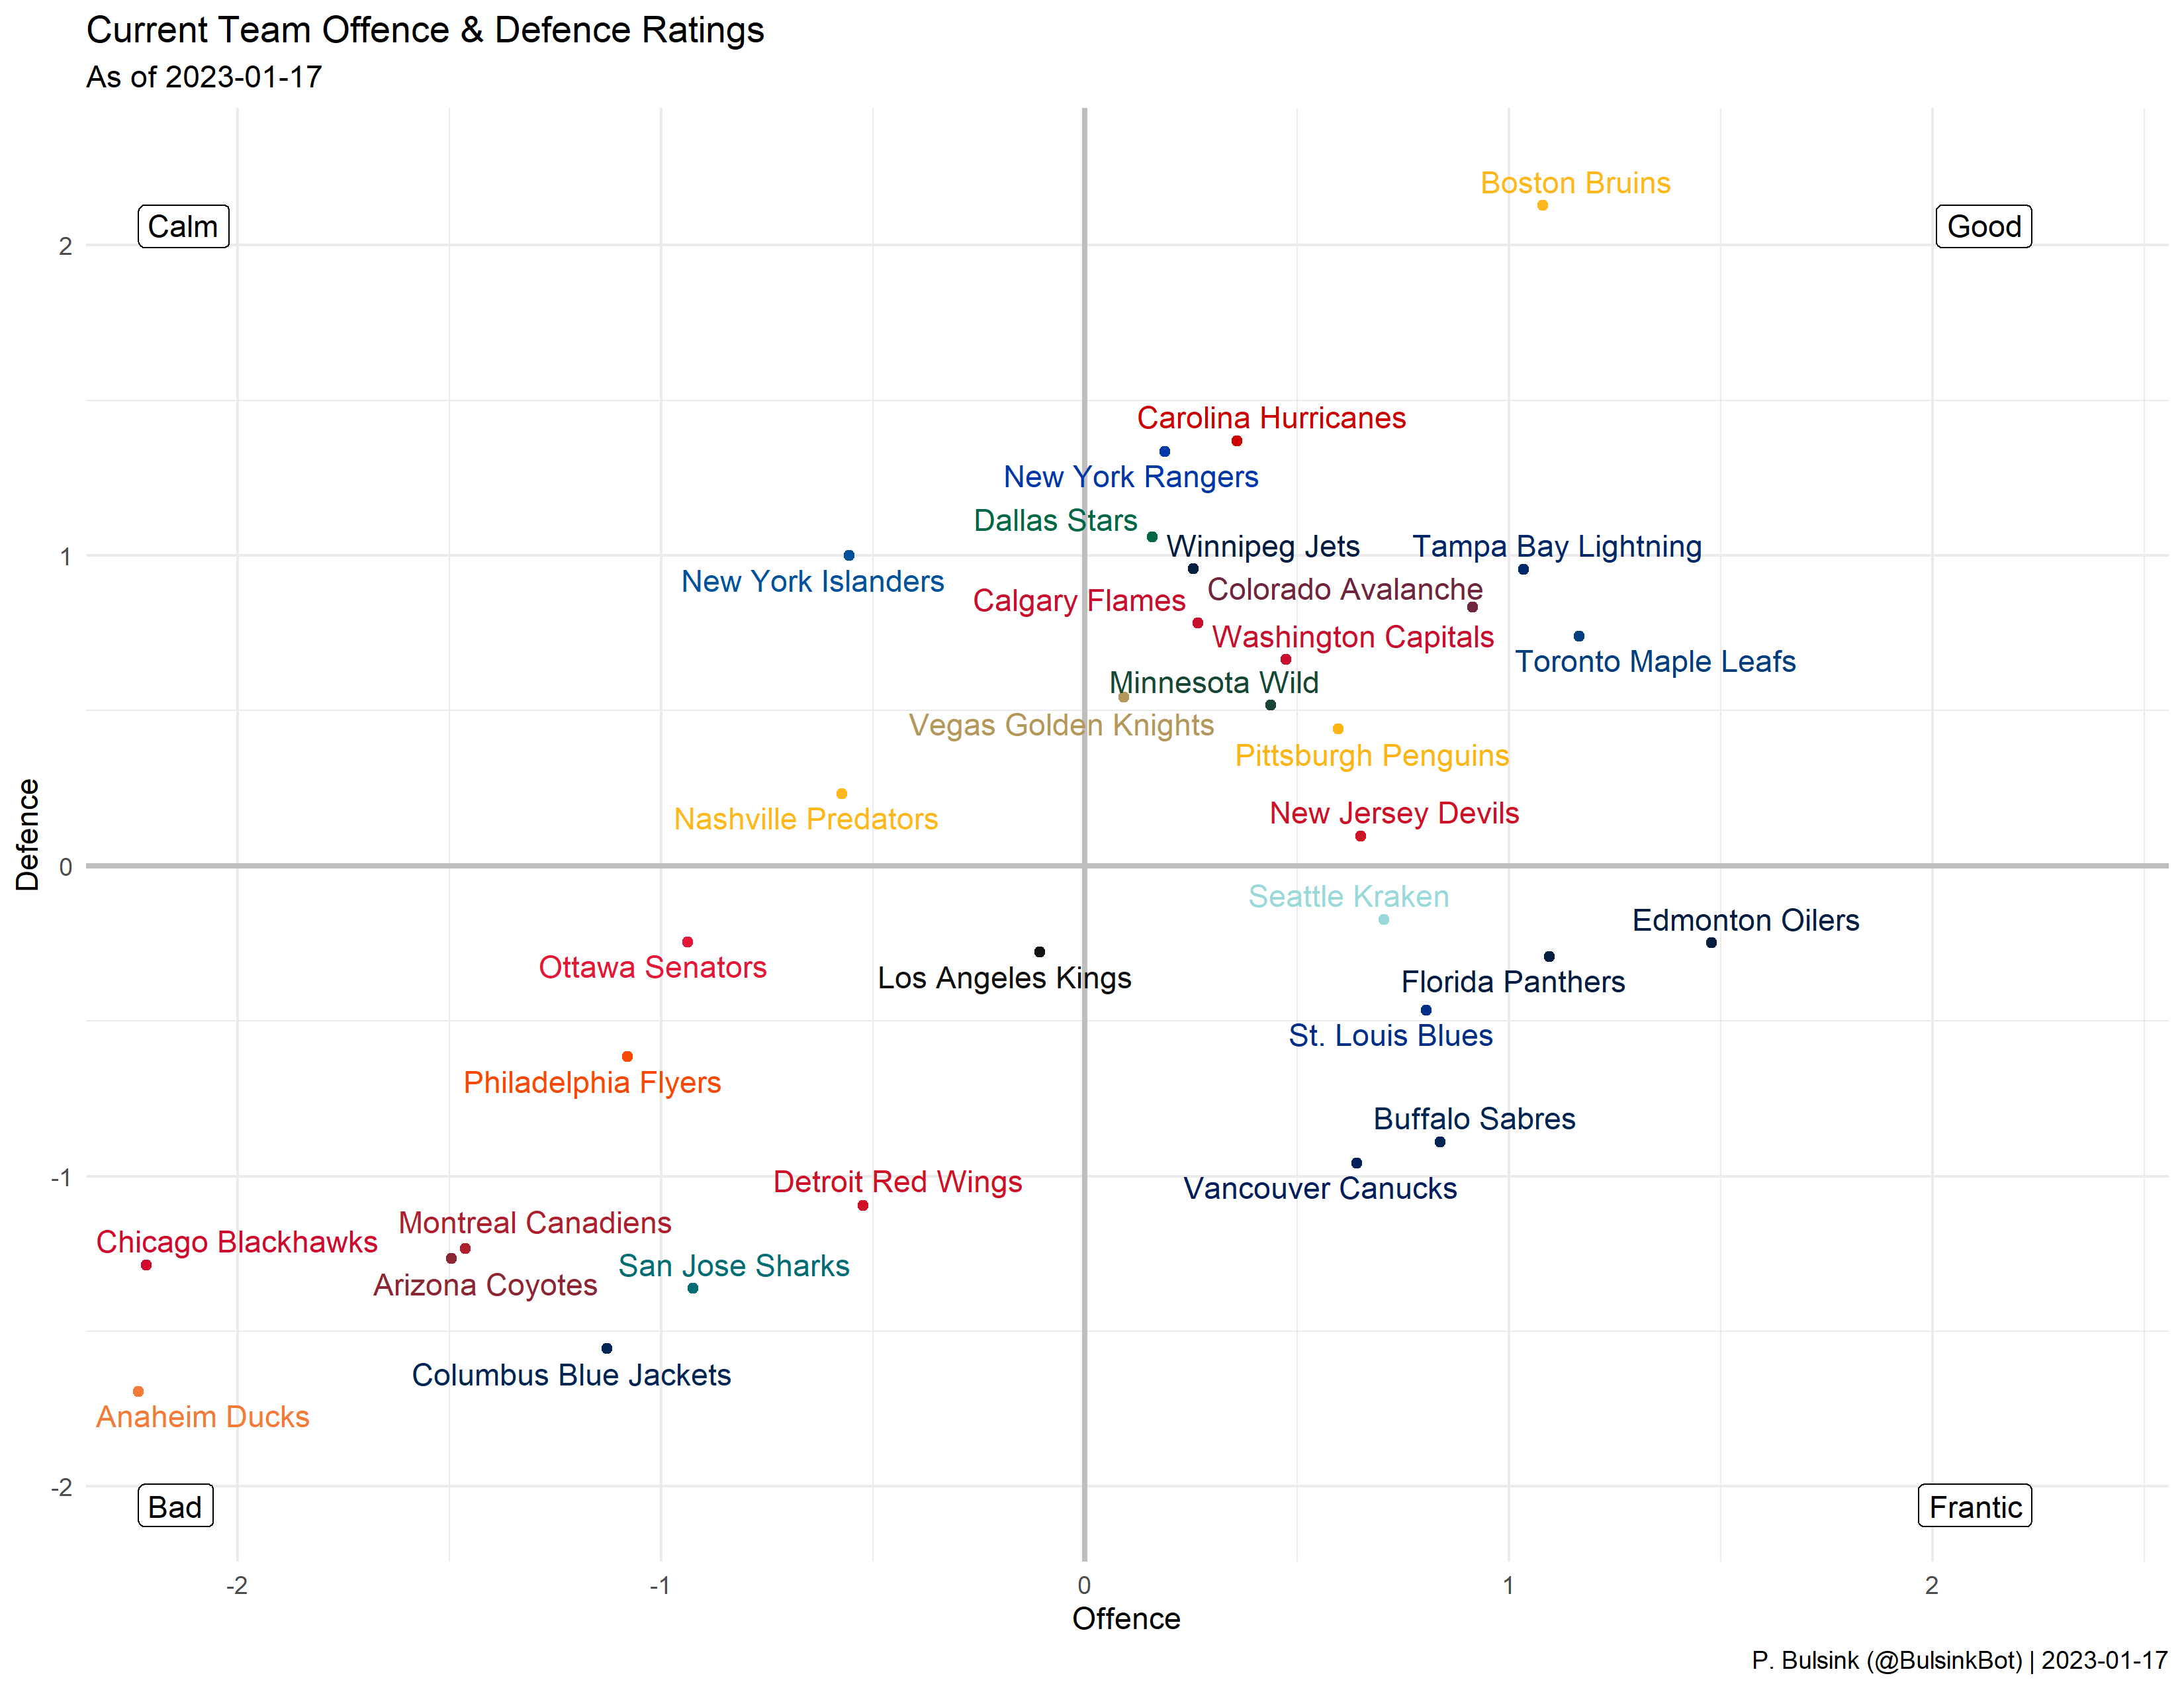 Current Team Offence & Defence Ratings
As of 2023-01-17
Boston Bruins
Calm
Good
2
Carolina Hurricanes
New York Rangers
Dallas Stars
Winnipeg Jets
Tampa Bay Lightning
1
New York Islanders
Colorado Avalanche
Calgary Flames
Washington Capitals
Toronto Maple Leafs
Minnesota Wild
Vegas Golden Knights
Pittsburgh Penguins
Nashville Predators
New Jersey Devils
Defence
0
Seattle Kraken
Edmonton Oilers
Ottawa Senators
Los Angeles Kings
Florida Panthers
St. Louis Blues
Philadelphia Flyers
Buffalo Sabres
-1
Detroit Red Wings
Vancouver Canucks
Montreal Canadiens
Chicago Blackhawks
San Jose Sharks
Arizona Coyotes
Columbus Blue Jackets
Anaheim Ducks
-2
Bad
Frantic
-2 -1 0 1 2
Offence
P. Bulsink (@BulsinkBot) | 2023-01-17